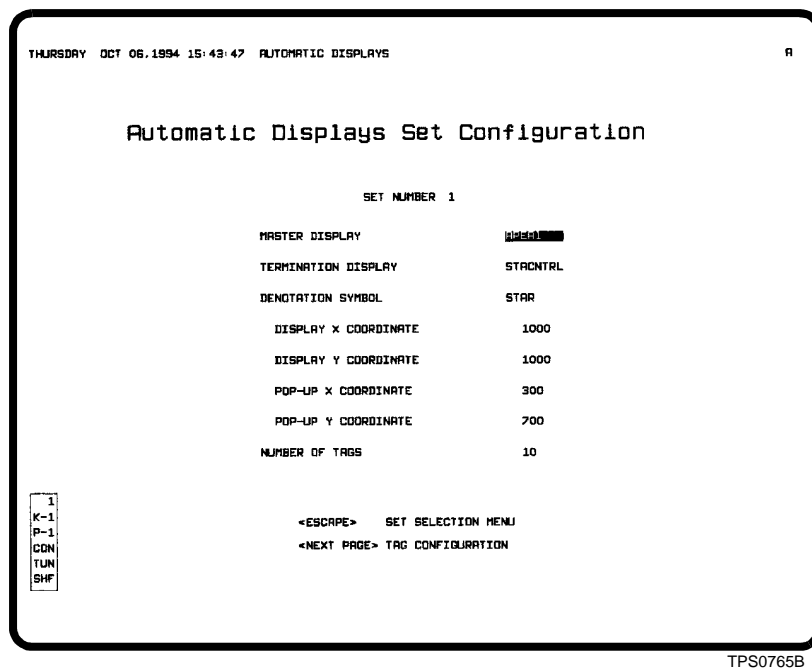 THURSDAY OCT 06,1994 15:43:47 AUTOMATIC DISPLAYS A
Automatic Displays Set Configuration
SET NUMBER 1
MASTER DISPLAY APEA1
TERMINATION DISPLAY STACNTRL
DENOTATION SYMBOL STAR
DISPLAY X COORDINATE 1000
DISPLAY Y COORDINATE 1000
POP-UP X COORDINATE 300
POP-UP Y COORDINATE 700
NUMBER OF TAGS 10
1
K-1
P-1
CON
TUN
SHF
<ESCAPE> SET SELECTION MENU
<NEXT PAGE> TAG CONFIGURATION
TPS0765B